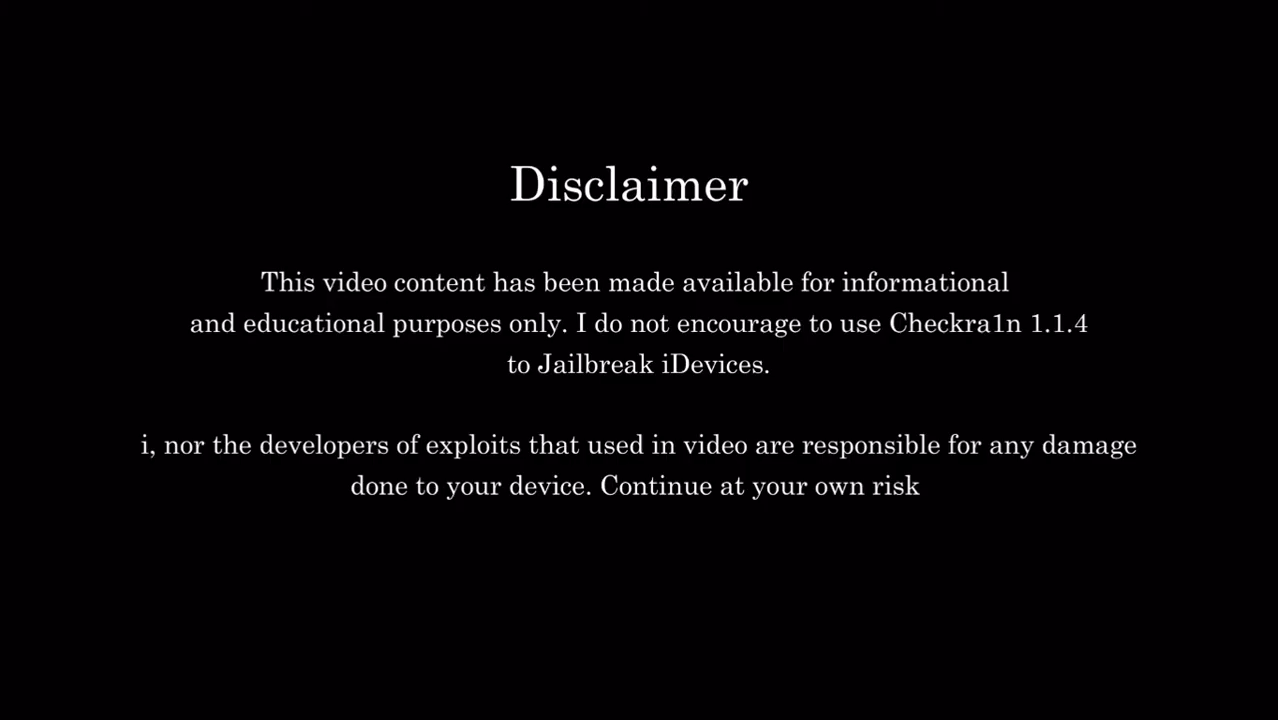 Disclaimer
This video content has been made available for informational
and educational purposes only. I do not encourage to use Checkra1n 1.1.4
to Jailbreak iDevices.
i, nor the developers of exploits that used in video are responsible for any damage
done to your device. Continue at your own risk